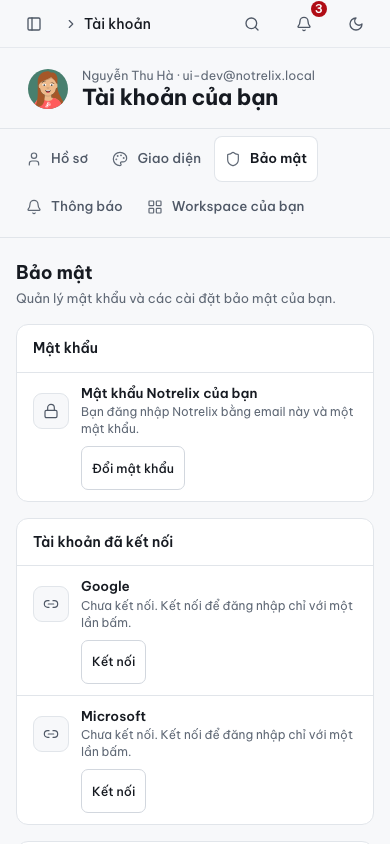 Tài khoản
3
Nguyễn Thu Hà · ui-dev@notrelix.local
Tài khoản của bạn
Hồ sơ
Giao diện
Bảo mật
Thông báo
Workspace của bạn
Bảo mật
Quản lý mật khẩu và các cài đặt bảo mật của bạn.
Mật khẩu
Mật khẩu Notrelix của bạn
Bạn đăng nhập Notrelix bằng email này và một
mật khẩu.
Đổi mật khẩu
Tài khoản đã kết nối
Google
Chưa kết nối. Kết nối để đăng nhập chỉ với một
lần bấm.
Kết nối
Microsoft
Chưa kết nối. Kết nối để đăng nhập chỉ với một
lần bấm.
Kết nối